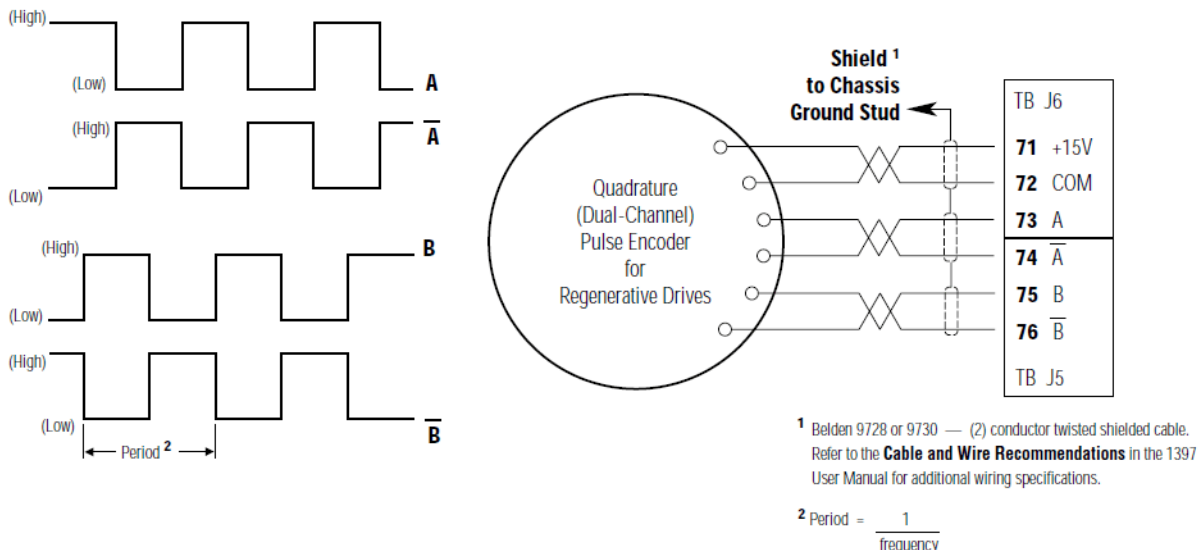 (High)
(Low)
A
(High)
A̅
(Low)
(High)
B
(Low)
(High)
(Low)
B̅
Period 2
Shield 1
to Chassis
Ground Stud
Quadrature
(Dual-Channel)
Pulse Encoder
for
Regenerative Drives
TB J6
71 +15V
72 COM
73 A
74 A̅
75 B
76 B̅
TB J5
1 Belden 9728 or 9730 — (2) conductor twisted shielded cable.
Refer to the Cable and Wire Recommendations in the 1397
User Manual for additional wiring specifications.
2 Period = 1
frequency